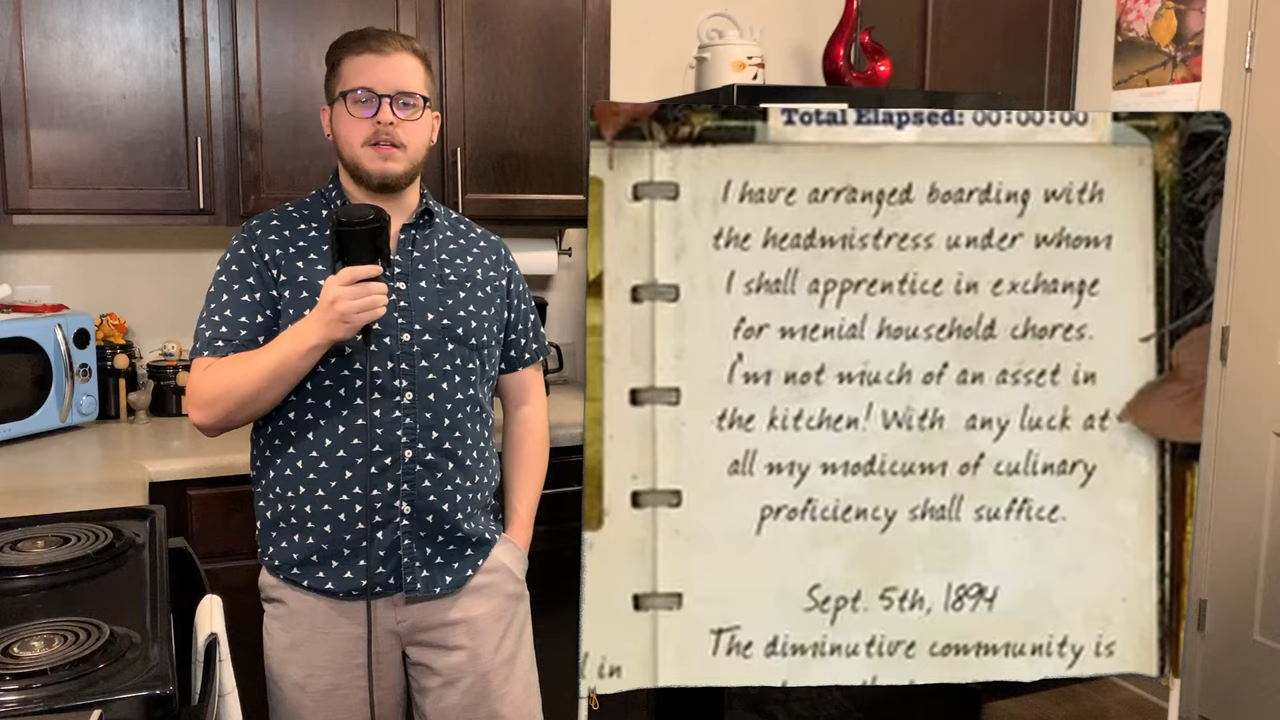 Total Elapsed: 00:00:00
I have arranged boarding with
the headmistress under whom
I shall apprentice in exchange
for menial household chores.
I'm not much of an asset in
the kitchen! With any luck at
all my modicum of culinary
proficiency shall suffice.
Sept. 5th, 1894
The diminutive community is
in